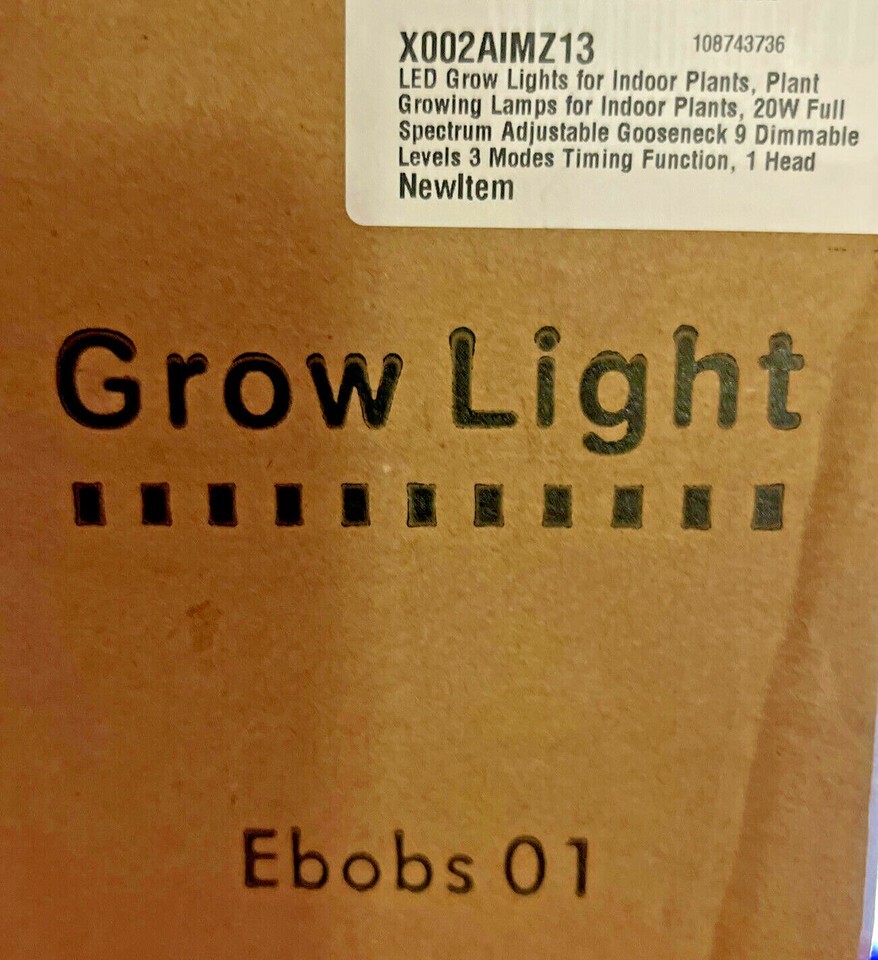 X002AIMZ13 108743736
LED Grow Lights for Indoor Plants, Plant
Growing Lamps for Indoor Plants, 20W Full
Spectrum Adjustable Gooseneck 9 Dimmable
Levels 3 Modes Timing Function, 1 Head
NewItem
Grow Light
Ebobs 01